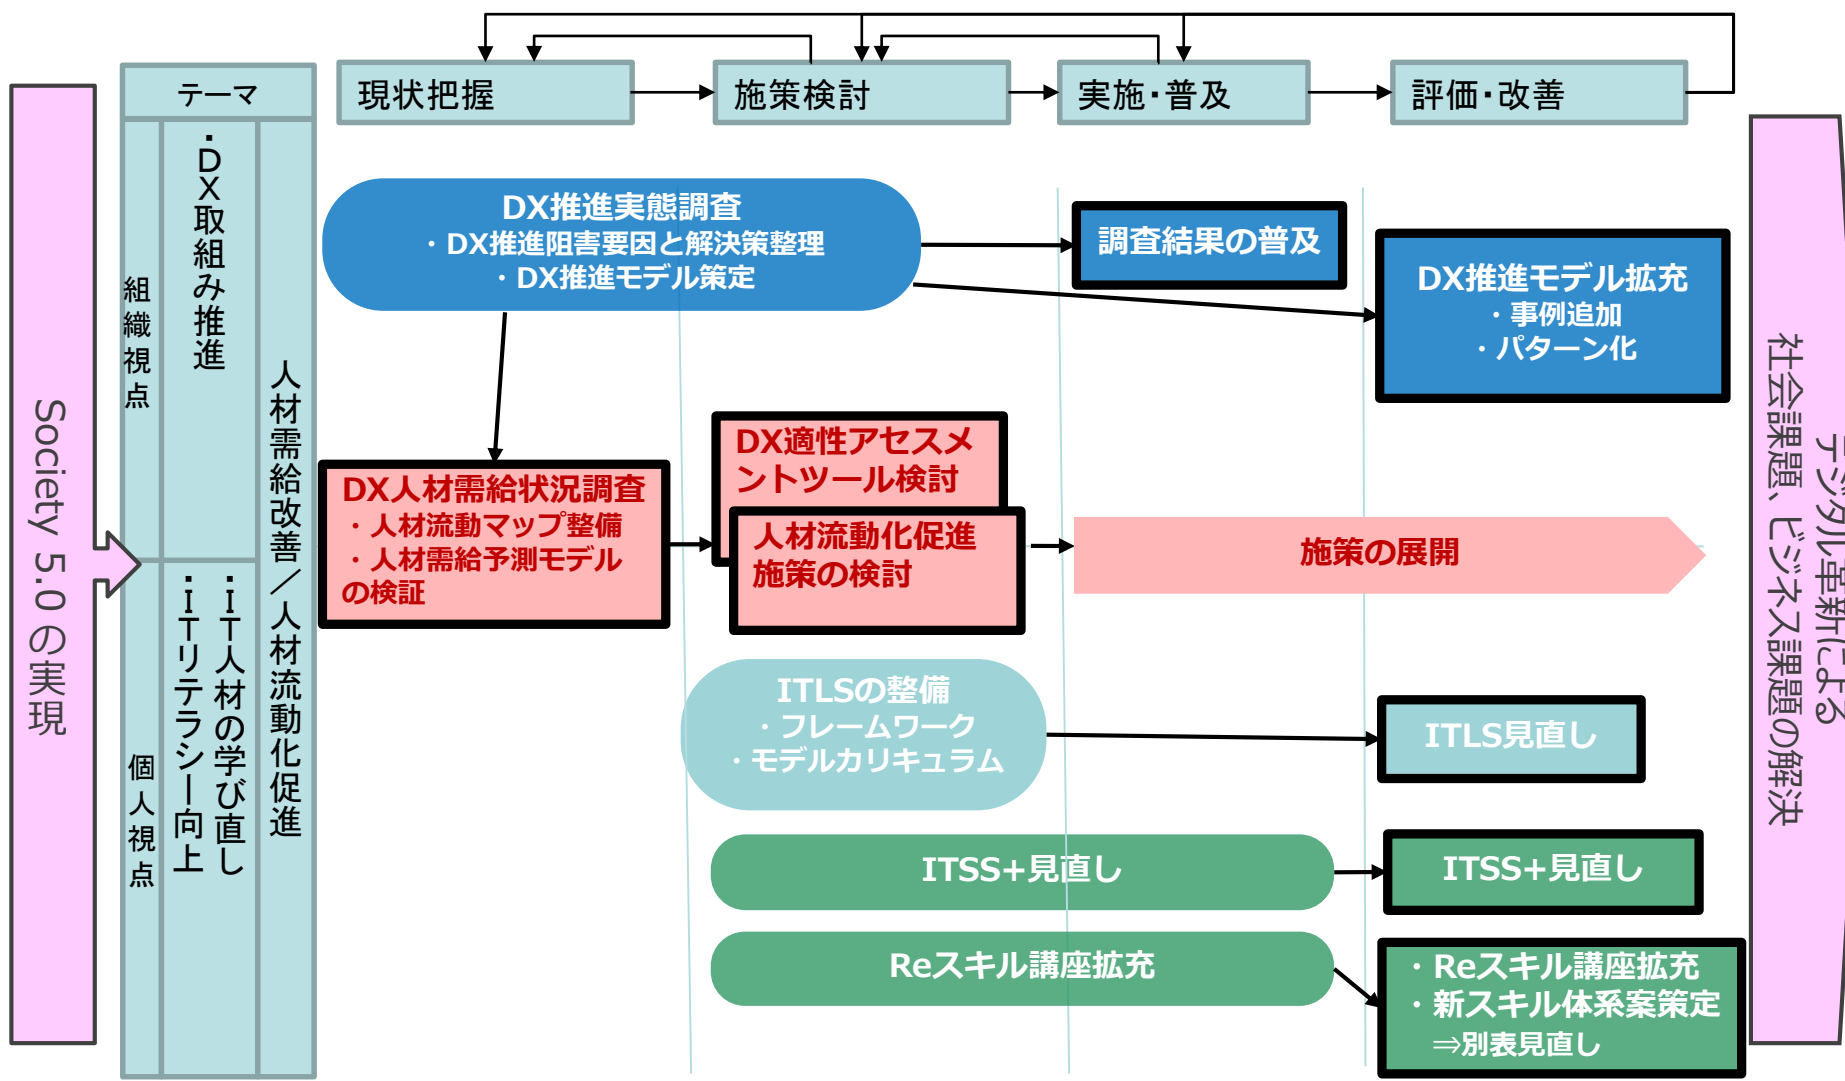 Society 5.0 の実現
テーマ
組織視点
・DX取組み推進
人材需給改善／人材流動化促進
個人視点
・IT人材の学び直し
・ITリテラシー向上
現状把握
施策検討
実施・普及
評価・改善
DX推進実態調査
・DX推進阻害要因と解決策整理
・DX推進モデル策定
調査結果の普及
DX推進モデル拡充
・事例追加
・パターン化
DX人材需給状況調査
・人材流動マップ整備
・人材需給予測モデル
の検証
DX適性アセスメ
ントツール検討
人材流動化促進
施策の検討
施策の展開
ITLSの整備
・フレームワーク
・モデルカリキュラム
ITLS見直し
ITSS+見直し
ITSS+見直し
Reスキル講座拡充
・Reスキル講座拡充
・新スキル体系案策定
⇒別表見直し
デジタル革新による
社会課題、ビジネス課題の解決